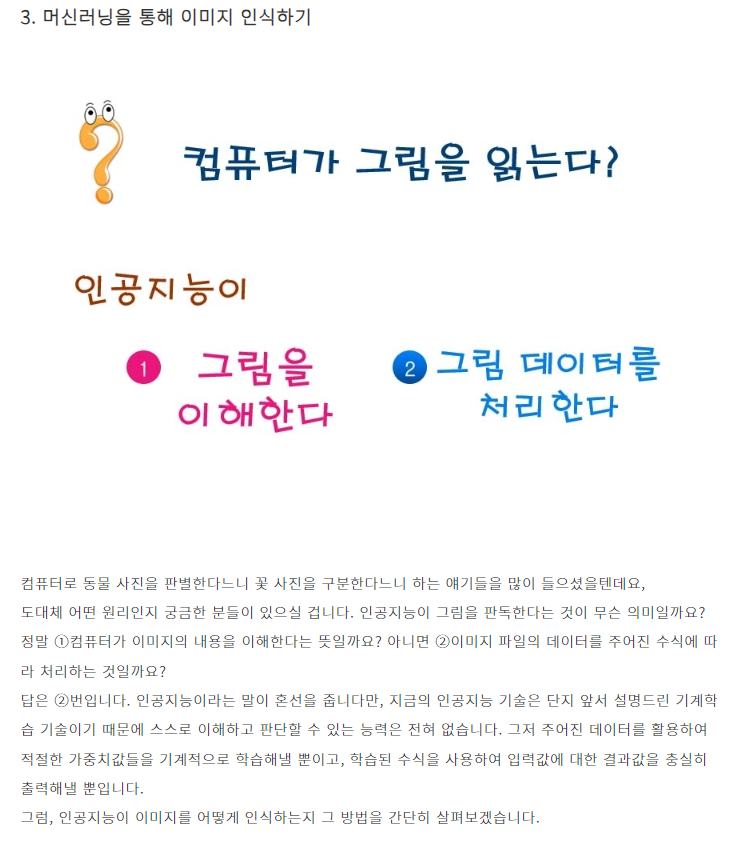 3. 머신러닝을 통해 이미지 인식하기
컴퓨터가 그림을 읽는다?
인공지능이
1 그림을
이해한다
2 그림 데이터를
처리한다
컴퓨터로 동물 사진을 판별한다느니 꽃 사진을 구분한다느니 하는 얘기들을 많이 들으셨을텐데요,
도대체 어떤 원리인지 궁금한 분들이 있으실 겁니다. 인공지능이 그림을 판독한다는 것이 무슨 의미일까요?
정말 ①컴퓨터가 이미지의 내용을 이해한다는 뜻일까요? 아니면 ②이미지 파일의 데이터를 주어진 수식에 따
라 처리하는 것일까요?
답은 ②번입니다. 인공지능이라는 말이 혼선을 줍니다만, 지금의 인공지능 기술은 단지 앞서 설명드린 기계학
습 기술이기 때문에 스스로 이해하고 판단할 수 있는 능력은 전혀 없습니다. 그저 주어진 데이터를 활용하여
적절한 가중치값들을 기계적으로 학습해낼 뿐이고, 학습된 수식을 사용하여 입력값에 대한 결과값을 충실히
출력해낼 뿐입니다.
그럼, 인공지능이 이미지를 어떻게 인식하는지 그 방법을 간단히 살펴보겠습니다.